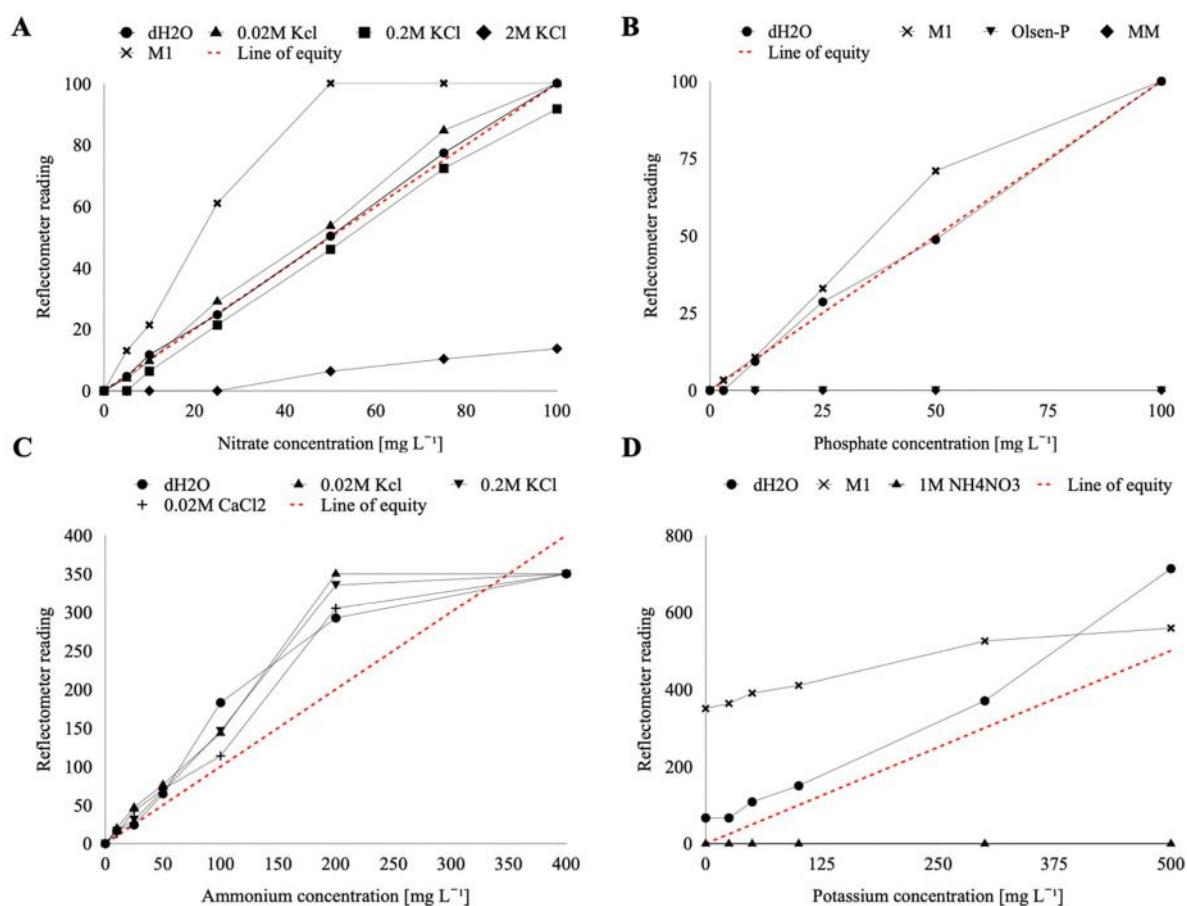 A
dH2O 0.02M Kcl 0.2M KCl 2M KCl
M1 Line of equity
100
80
60
40
20
0
Reflectometer reading
0 20 40 60 80 100
Nitrate concentration [mg L⁻¹]
B
dH2O M1 Olsen-P MM
Line of equity
100
75
50
25
0
Reflectometer reading
0 25 50 75 100
Phosphate concentration [mg L⁻¹]
C
dH2O 0.02M Kcl 0.2M KCl
0.02M CaCl2 Line of equity
400
350
300
250
200
150
100
50
0
Reflectometer reading
0 50 100 150 200 250 300 350 400
Ammonium concentration [mg L⁻¹]
D
dH2O M1 1M NH4NO3 Line of equity
800
600
400
200
0
Reflectometer reading
0 125 250 375 500
Potassium concentration [mg L⁻¹]